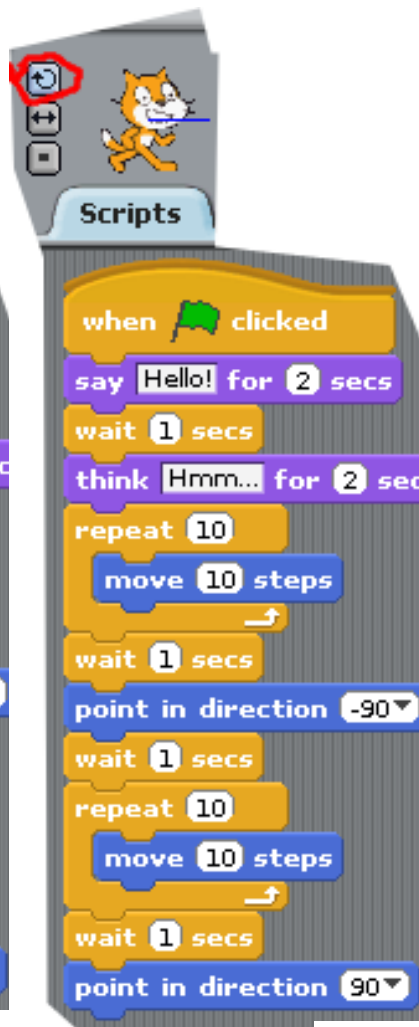 Scripts
when clicked
say Hello! for 2 secs
wait 1 secs
think Hmm... for 2 sec
repeat 10
move 10 steps
wait 1 secs
point in direction -90
wait 1 secs
repeat 10
move 10 steps
wait 1 secs
point in direction 90